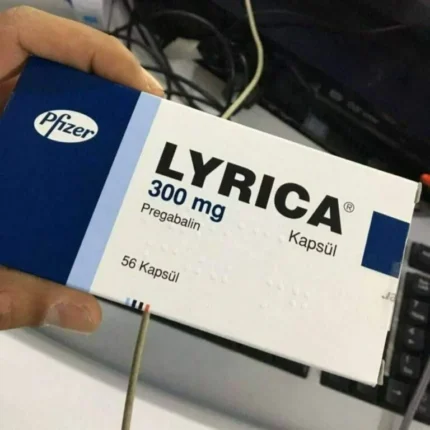 Pfizer
LYRICA®
300 mg
Pregabalin
Kapsül
56 Kapsül